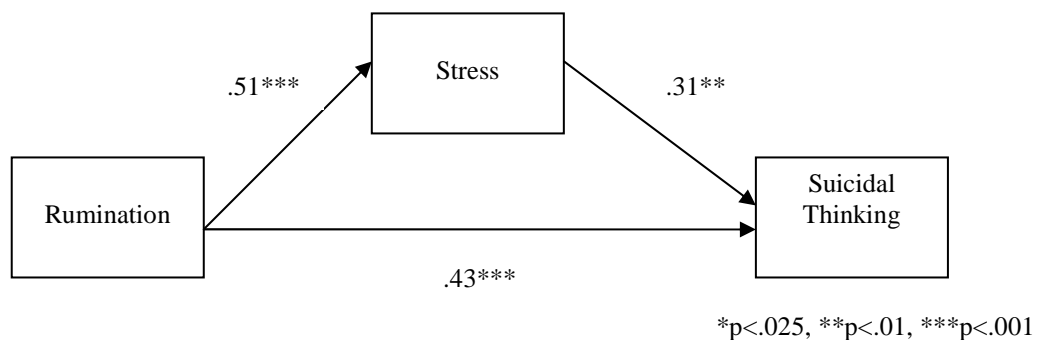 Stress
.51***
.31**
Rumination
Suicidal
Thinking
.43***
*p<.025, **p<.01, ***p<.001